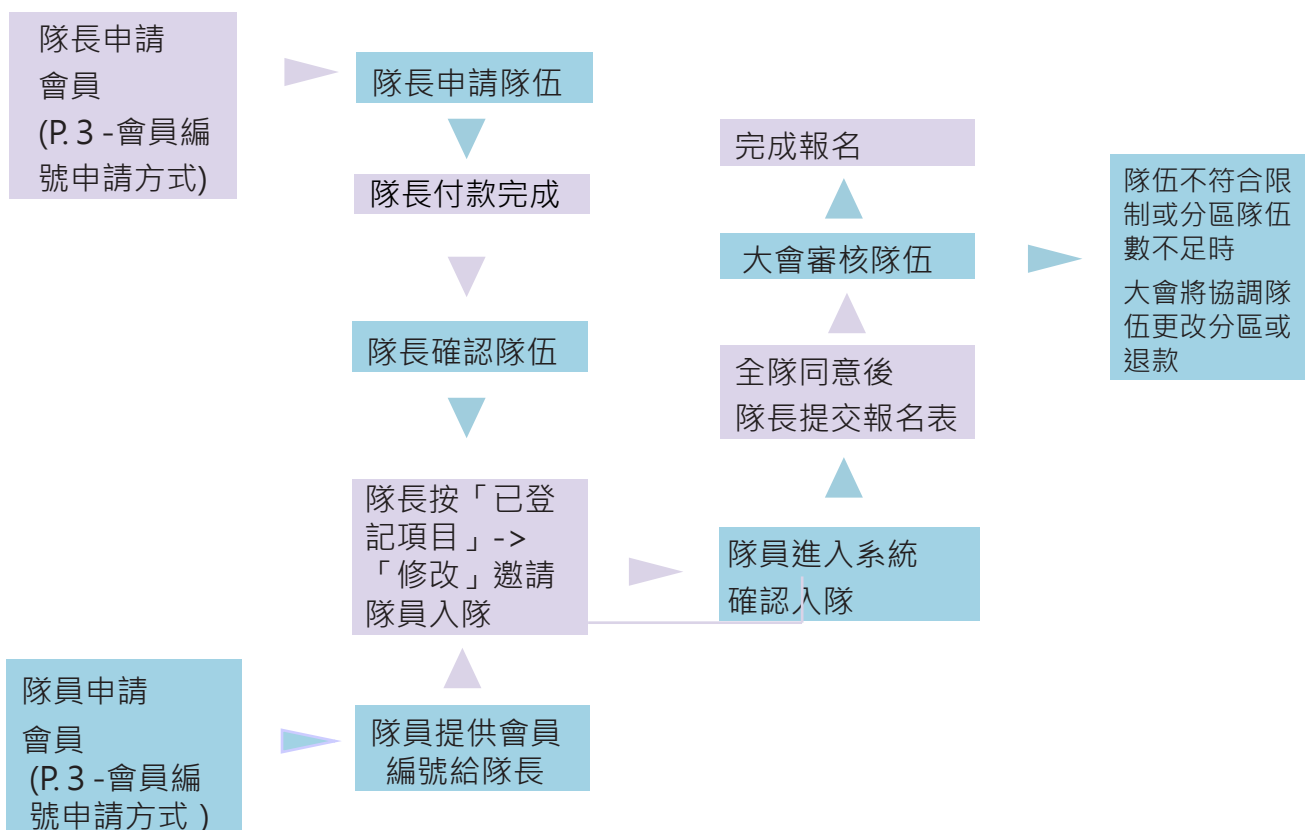 隊長申請
會員
(P. 3 -會員編
號申請方式)
隊長申請隊伍
隊長付款完成
隊長確認隊伍
隊長按「已登
記項目」->
「修改」邀請
隊員入隊
隊員申請
會員
(P. 3 -會員編
號申請方式 )
隊員提供會員
編號給隊長
隊員進入系統
確認入隊
全隊同意後
隊長提交報名表
大會審核隊伍
完成報名
隊伍不符合限
制或分區隊伍
數不足時
大會將協調隊
伍更改分區或
退款